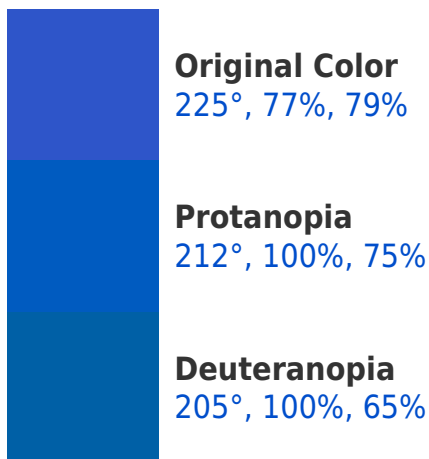 Original Color
225°, 77%, 79%
Protanopia
212°, 100%, 75%
Deuteranopia
205°, 100%, 65%